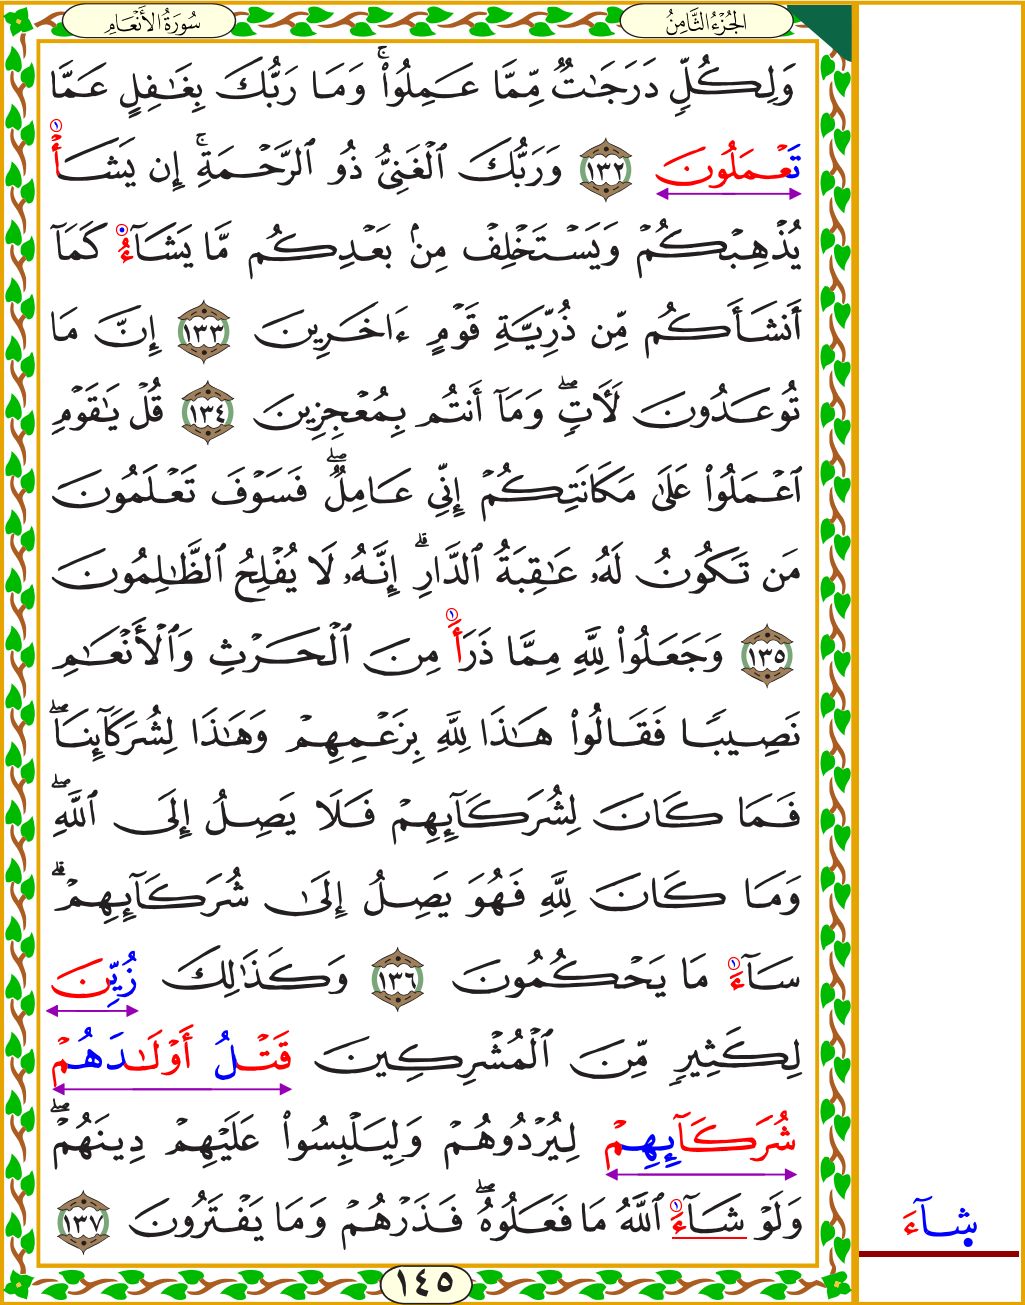 الجُزْءُ الثَّامِنُ
سُورَةُ الأَنْعَامِ
وَلِكُلٍّ دَرَجَٰتٌ مِّمَّا عَمِلُوا۟ ۚ وَمَا رَبُّكَ بِغَٰفِلٍ عَمَّا
تَعْمَلُونَ ١٣٢ وَرَبُّكَ ٱلْغَنِىُّ ذُو ٱلرَّحْمَةِ ۚ إِن يَشَأْ
يُذْهِبْكُمْ وَيَسْتَخْلِفْ مِنۢ بَعْدِكُم مَّا يَشَآءُ كَمَآ
أَنشَأَكُم مِّن ذُرِّيَّةِ قَوْمٍ ءَاخَرِينَ ١٣٣ إِنَّ مَا
تُوعَدُونَ لَءَاتٍ ۖ وَمَآ أَنتُم بِمُعْجِزِينَ ١٣٤ قُلْ يَٰقَوْمِ
ٱعْمَلُوا۟ عَلَىٰ مَكَانَتِكُمْ إِنِّى عَامِلٌ ۖ فَسَوْفَ تَعْلَمُونَ
مَن تَكُونُ لَهُۥ عَٰقِبَةُ ٱلدَّارِ ۗ إِنَّهُۥ لَا يُفْلِحُ ٱلظَّٰلِمُونَ
١٣٥ وَجَعَلُوا۟ لِلَّهِ مِمَّا ذَرَأَ مِنَ ٱلْحَرْثِ وَٱلْأَنْعَٰمِ
نَصِيبًا فَقَالُوا۟ هَٰذَا لِلَّهِ بِزَعْمِهِمْ وَهَٰذَا لِشُرَكَآئِنَا ۖ
فَمَا كَانَ لِشُرَكَآئِهِمْ فَلَا يَصِلُ إِلَى ٱللَّهِ ۖ
وَمَا كَانَ لِلَّهِ فَهُوَ يَصِلُ إِلَىٰ شُرَكَآئِهِمْ ۗ
سَآءَ مَا يَحْكُمُونَ ١٣٦ وَكَذَٰلِكَ زُيِّنَ
لِكَثِيرٍ مِّنَ ٱلْمُشْرِكِينَ قَتْلُ أَوْلَٰدَهُمْ
شُرَكَآئِهِمْ لِيُرْدُوهُمْ وَلِيَلْبِسُوا۟ عَلَيْهِمْ دِينَهُمْ ۖ
وَلَوْ شَآءَ ٱللَّهُ مَا فَعَلُوهُ ۖ فَذَرْهُمْ وَمَا يَفْتَرُونَ ١٣٧
شآءَ
١٤٥